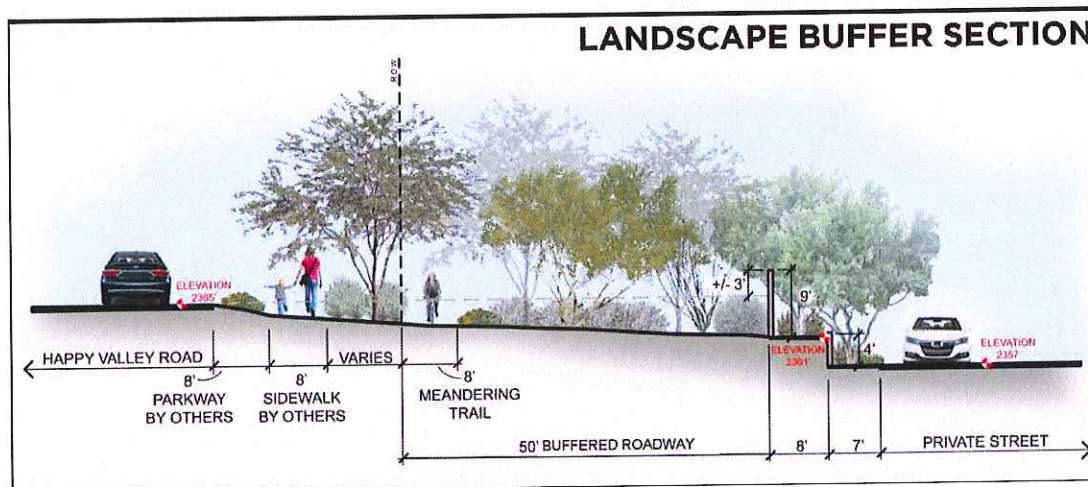 LANDSCAPE BUFFER SECTION
ROW
ELEVATION
2365'
+/- 3'
9'
ELEVATION
2361'
4'
ELEVATION
2357'
HAPPY VALLEY ROAD
VARIES
8'
PARKWAY
BY OTHERS
8'
SIDEWALK
BY OTHERS
8'
MEANDERING
TRAIL
50' BUFFERED ROADWAY
8'
7'
PRIVATE STREET